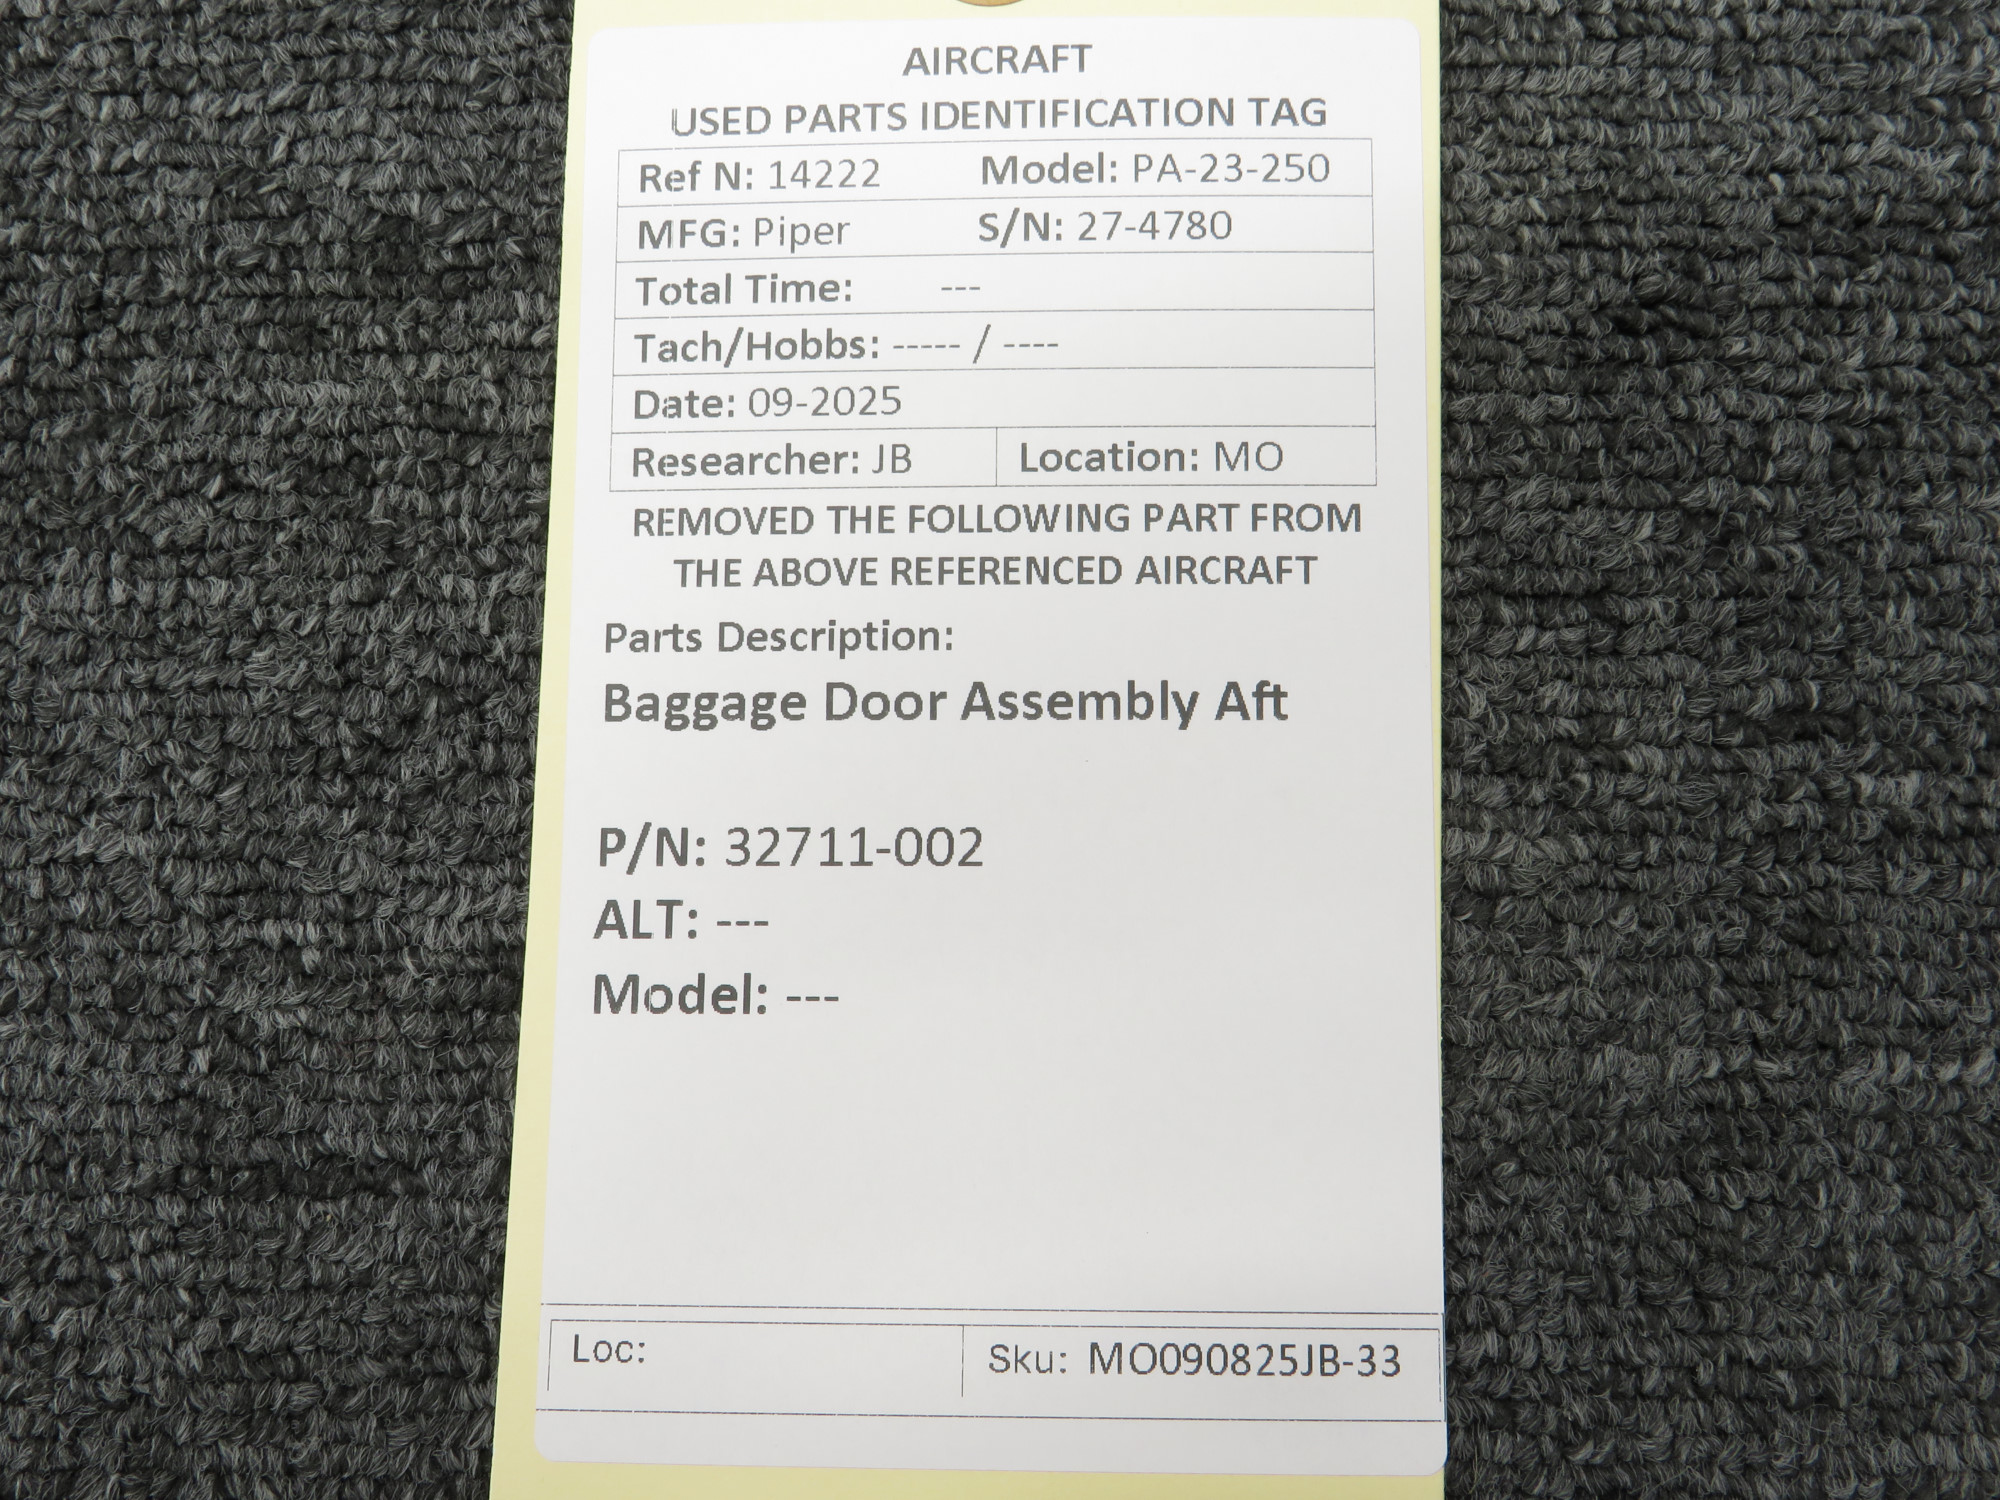 AIRCRAFT
USED PARTS IDENTIFICATION TAG
Ref N: 14222 Model: PA-23-250
MFG: Piper S/N: 27-4780
Total Time: ---
Tach/Hobbs: ----- / ----
Date: 09-2025
Researcher: JB Location: MO
REMOVED THE FOLLOWING PART FROM
THE ABOVE REFERENCED AIRCRAFT
Parts Description:
Baggage Door Assembly Aft
P/N: 32711-002
ALT: ---
Model: ---
Loc: Sku: MO090825JB-33